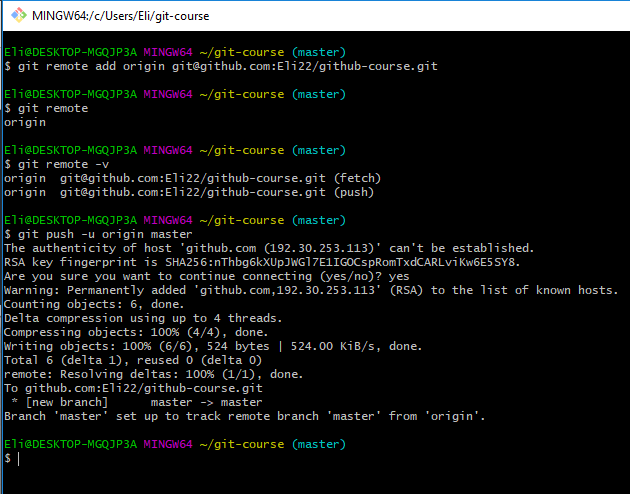 MINGW64:/c/Users/Eli/git-course
Eli@DESKTOP-MGQJP3A MINGW64 ~/git-course (master)
$ git remote add origin git@github.com:Eli22/github-course.git
Eli@DESKTOP-MGQJP3A MINGW64 ~/git-course (master)
$ git remote
origin
Eli@DESKTOP-MGQJP3A MINGW64 ~/git-course (master)
$ git remote -v
origin  git@github.com:Eli22/github-course.git (fetch)
origin  git@github.com:Eli22/github-course.git (push)
Eli@DESKTOP-MGQJP3A MINGW64 ~/git-course (master)
$ git push -u origin master
The authenticity of host 'github.com (192.30.253.113)' can't be established.
RSA key fingerprint is SHA256:nThbg6kXUpJWGl7E1IGOCspRomTxdCARLviKw6E5SY8.
Are you sure you want to continue connecting (yes/no)? yes
Warning: Permanently added 'github.com,192.30.253.113' (RSA) to the list of known hosts.
Counting objects: 6, done.
Delta compression using up to 4 threads.
Compressing objects: 100% (4/4), done.
Writing objects: 100% (6/6), 524 bytes | 524.00 KiB/s, done.
Total 6 (delta 1), reused 0 (delta 0)
remote: Resolving deltas: 100% (1/1), done.
To github.com:Eli22/github-course.git
 * [new branch]      master -> master
Branch 'master' set up to track remote branch 'master' from 'origin'.
Eli@DESKTOP-MGQJP3A MINGW64 ~/git-course (master)
$